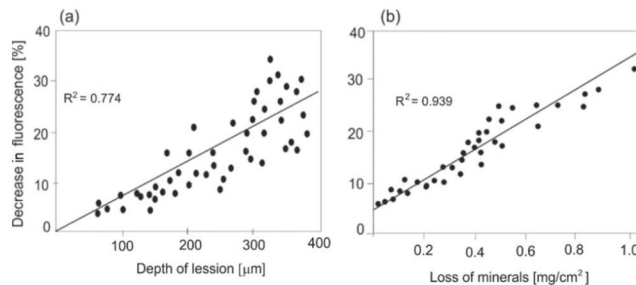 (a)
Decrease in fluorescence [%]
40
30
20
10
0
R² = 0.774
100
200
300
400
Depth of lession [μm]
(b)
40
30
20
10
0
R² = 0.939
0.2
0.4
0.6
0.8
1.0
Loss of minerals [mg/cm²]